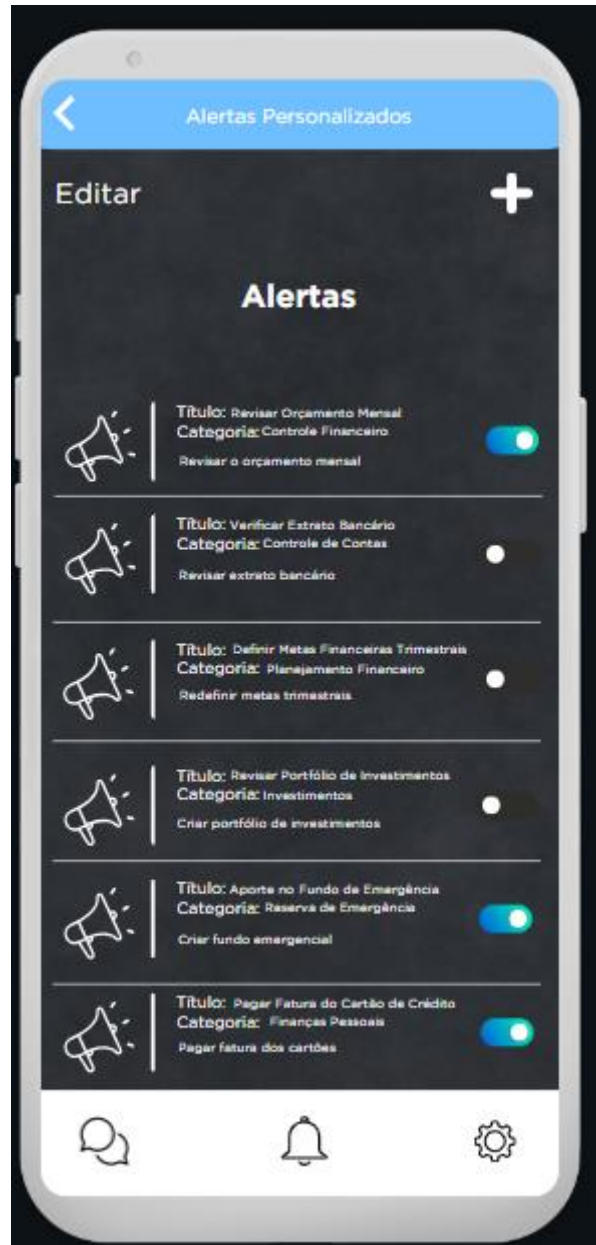 Alertas Personalizados
Editar
Alertas
Título: Revisar Orçamento Mensal
Categoria: Controle Financeiro
Revisar o orçamento mensal
Título: Verificar Extrato Bancário
Categoria: Controle de Contas
Revisar extrato bancário
Título: Definir Metas Financeiras Trimestrais
Categoria: Planejamento Financeiro
Redefinir metas trimestrais
Título: Revisar Portfólio de Investimentos
Categoria: Investimentos
Criar portfólio de investimentos
Título: Aporte no Fundo de Emergência
Categoria: Reserva de Emergência
Criar fundo emergencial
Título: Pagar Fatura do Cartão de Crédito
Categoria: Finanças Pessoais
Pagar fatura dos cartões